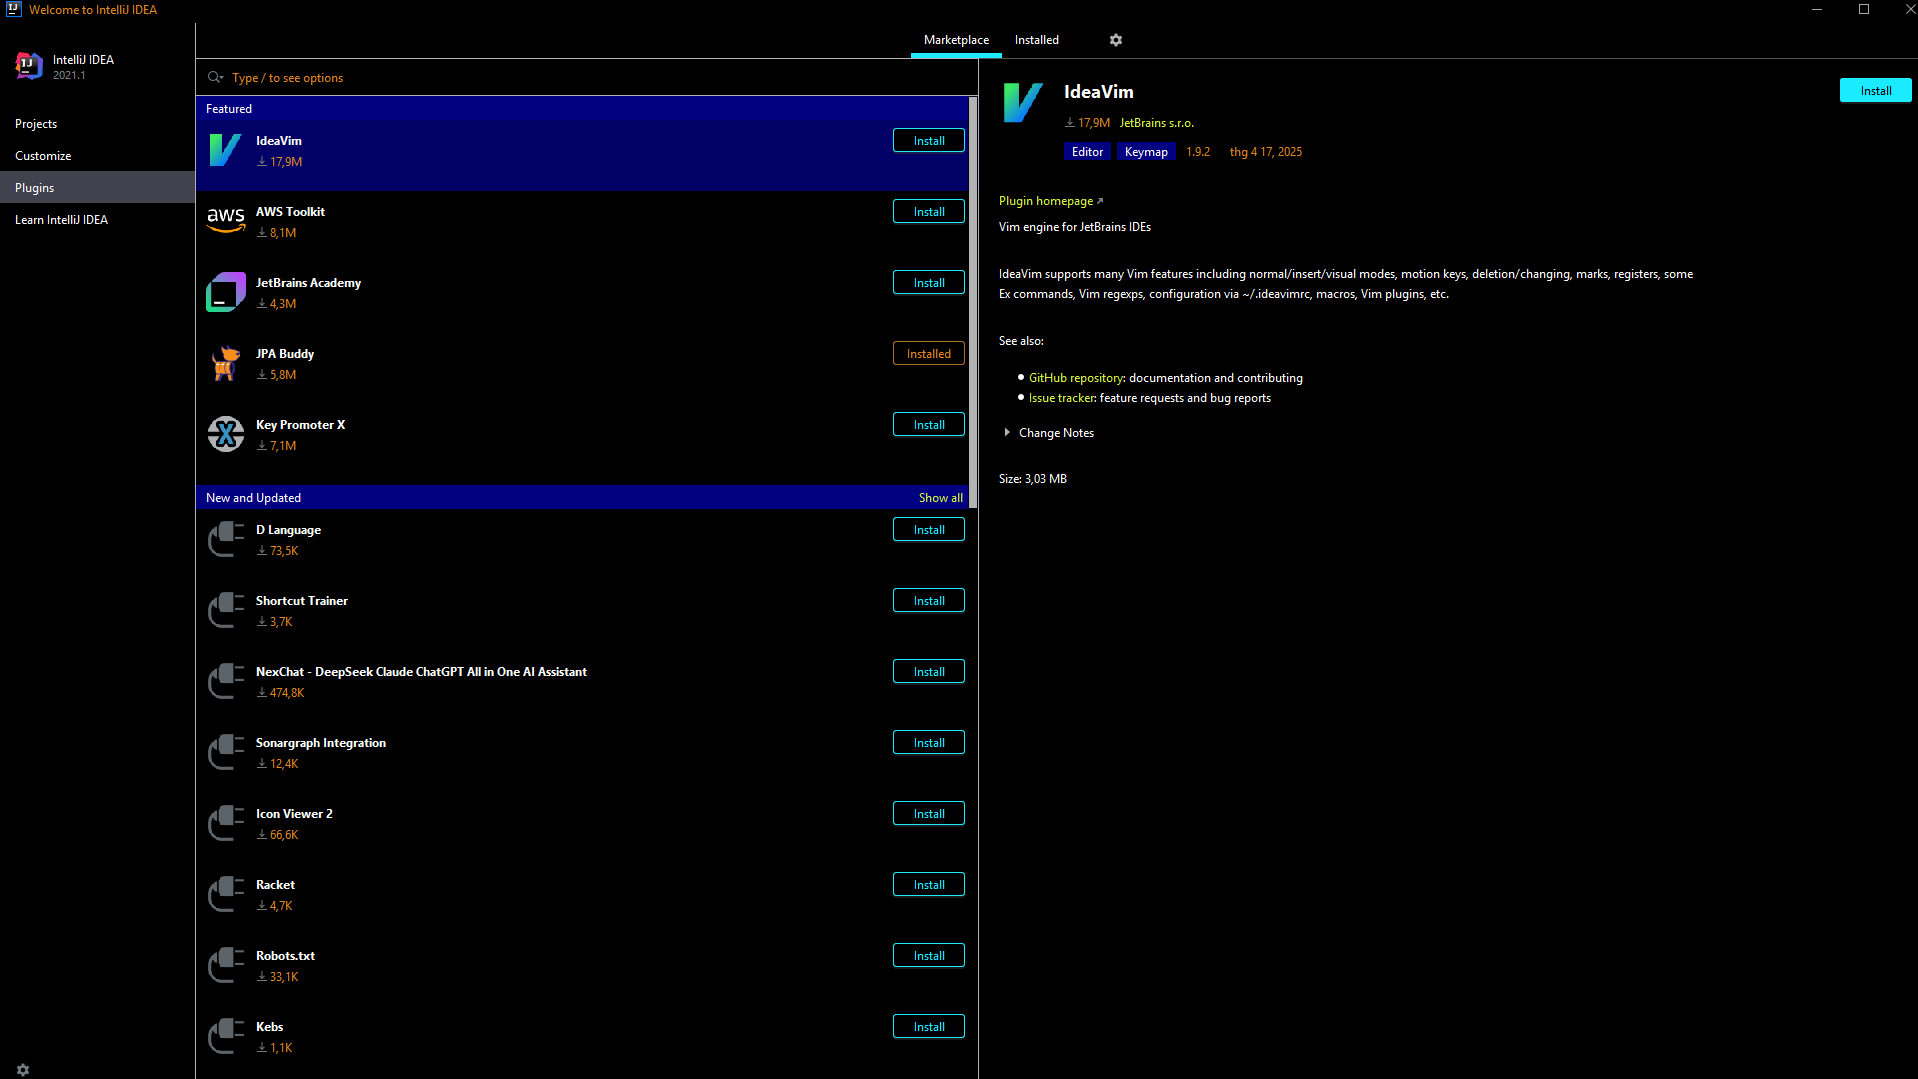 Welcome to IntelliJ IDEA
IntelliJ IDEA
2021.1
Projects
Customize
Plugins
Learn IntelliJ IDEA
Marketplace Installed
Type / to see options
Featured
IdeaVim
17,9M
Install
AWS Toolkit
8,1M
Install
JetBrains Academy
4,3M
Install
JPA Buddy
5,8M
Installed
Key Promoter X
7,1M
Install
New and Updated Show all
D Language
73,5K
Install
Shortcut Trainer
3,7K
Install
NexChat - DeepSeek Claude ChatGPT All in One AI Assistant
474,8K
Install
Sonargraph Integration
12,4K
Install
Icon Viewer 2
66,6K
Install
Racket
4,7K
Install
Robots.txt
33,1K
Install
Kebs
1,1K
Install
IdeaVim
Install
17,9M JetBrains s.r.o.
Editor Keymap 1.9.2 thg 4 17, 2025
Plugin homepage
Vim engine for JetBrains IDEs
IdeaVim supports many Vim features including normal/insert/visual modes, motion keys, deletion/changing, marks, registers, some
Ex commands, Vim regexps, configuration via ~/.ideavimrc, macros, Vim plugins, etc.
See also:
GitHub repository: documentation and contributing
Issue tracker: feature requests and bug reports
Change Notes
Size: 3,03 MB